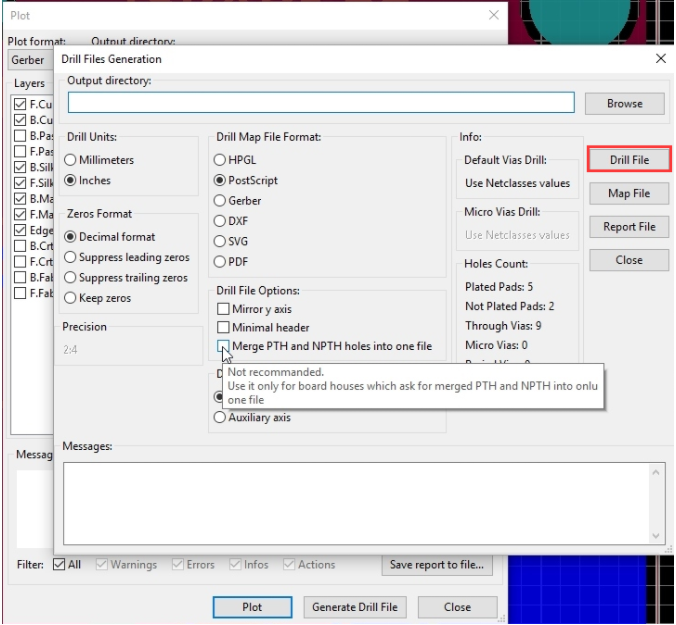 Plot
Plot format: Output directory:
Gerber
Drill Files Generation
Output directory:
Browse
Layers
F.Cu
B.Cu
B.Pas
F.Pas
B.Silk
F.Silk
B.Ma
F.Ma
Edge
B.Crt
F.Crt
B.Fab
F.Fab
Drill Units:
Millimeters
Inches
Zeros Format
Decimal format
Suppress leading zeros
Suppress trailing zeros
Keep zeros
Precision
2:4
Drill Map File Format:
HPGL
PostScript
Gerber
DXF
SVG
PDF
Drill File Options:
Mirror y axis
Minimal header
Merge PTH and NPTH holes into one file
Not recommanded.
Use it only for board houses which ask for merged PTH and NPTH into onlu
one file
Auxiliary axis
Info:
Default Vias Drill:
Use Netclasses values
Micro Vias Drill:
Use Netclasses values
Holes Count:
Plated Pads: 5
Not Plated Pads: 2
Through Vias: 9
Micro Vias: 0
Drill File
Map File
Report File
Close
Messag
Messages:
Filter: All Warnings Errors Infos Actions Save report to file...
Plot Generate Drill File Close